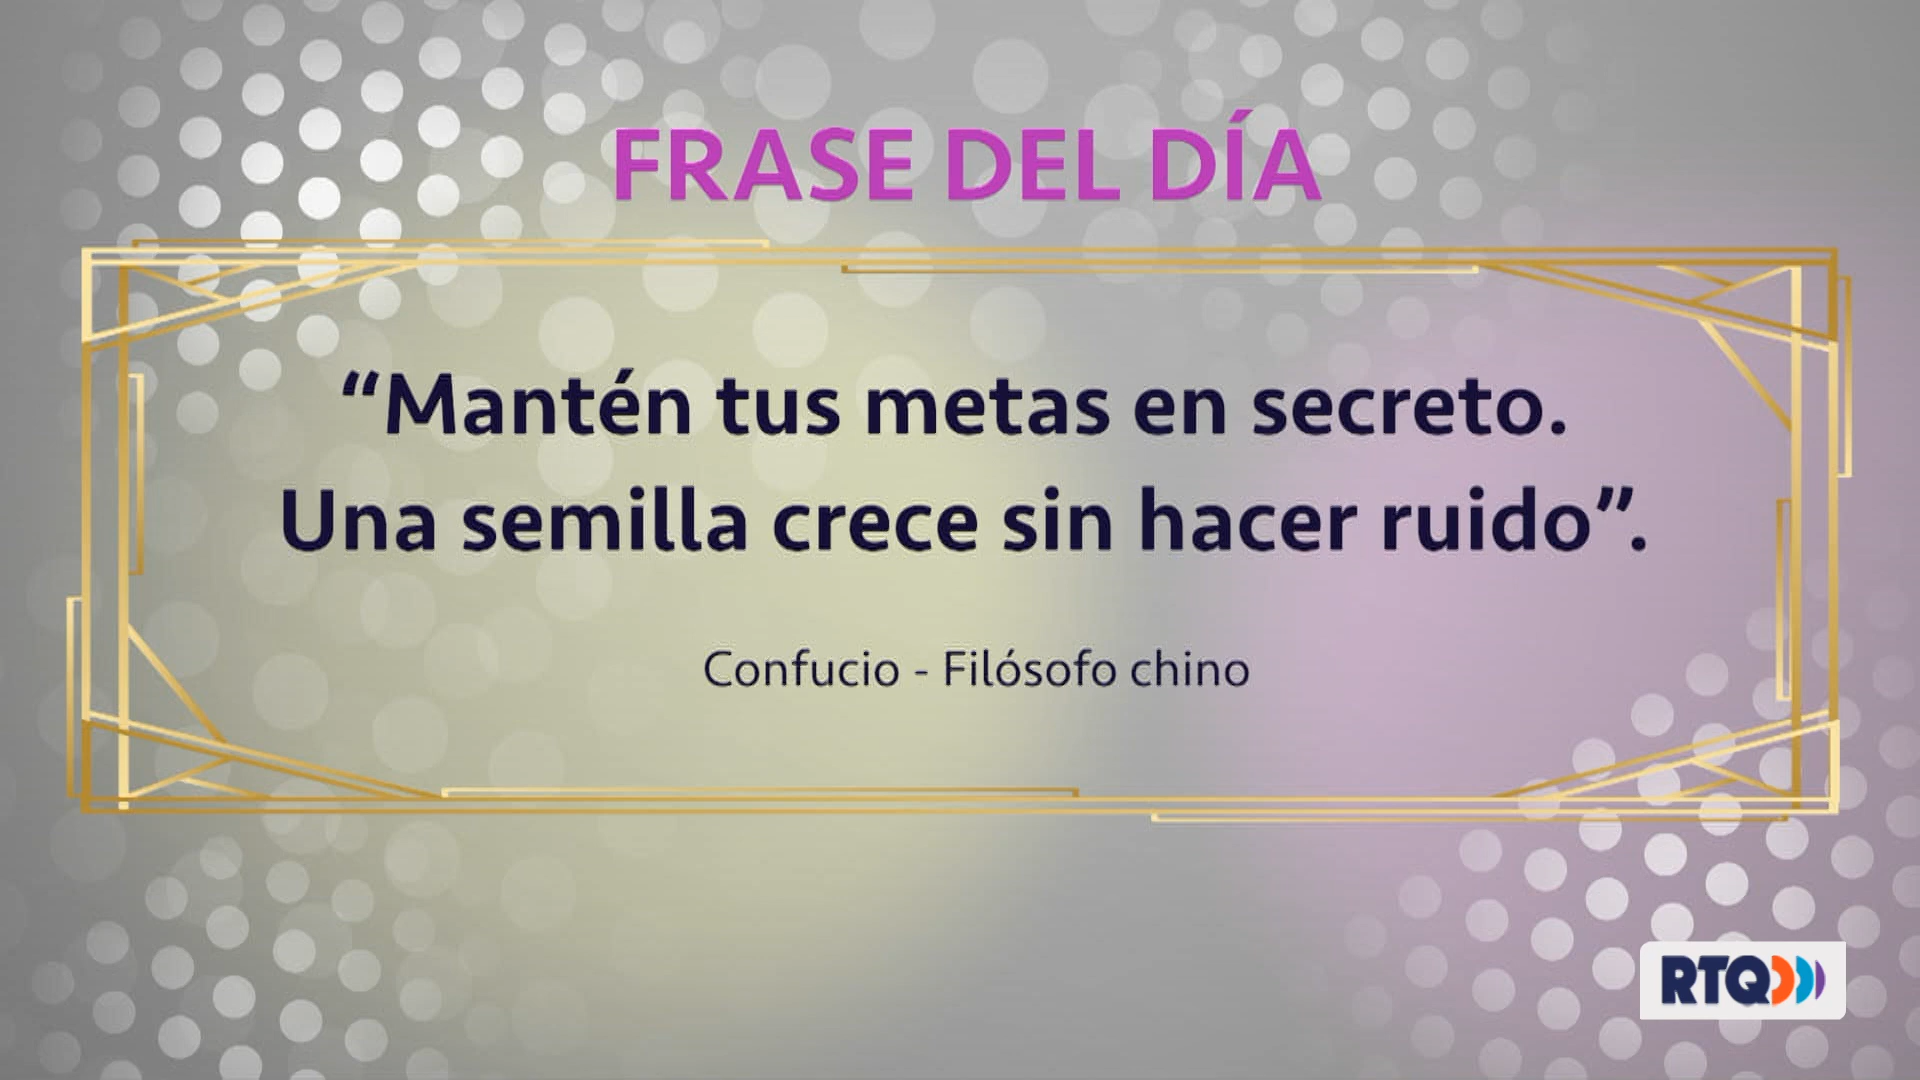 FRASE DEL DÍA
“Mantén tus metas en secreto.
Una semilla crece sin hacer ruido”.
Confucio - Filósofo chino
RTQ